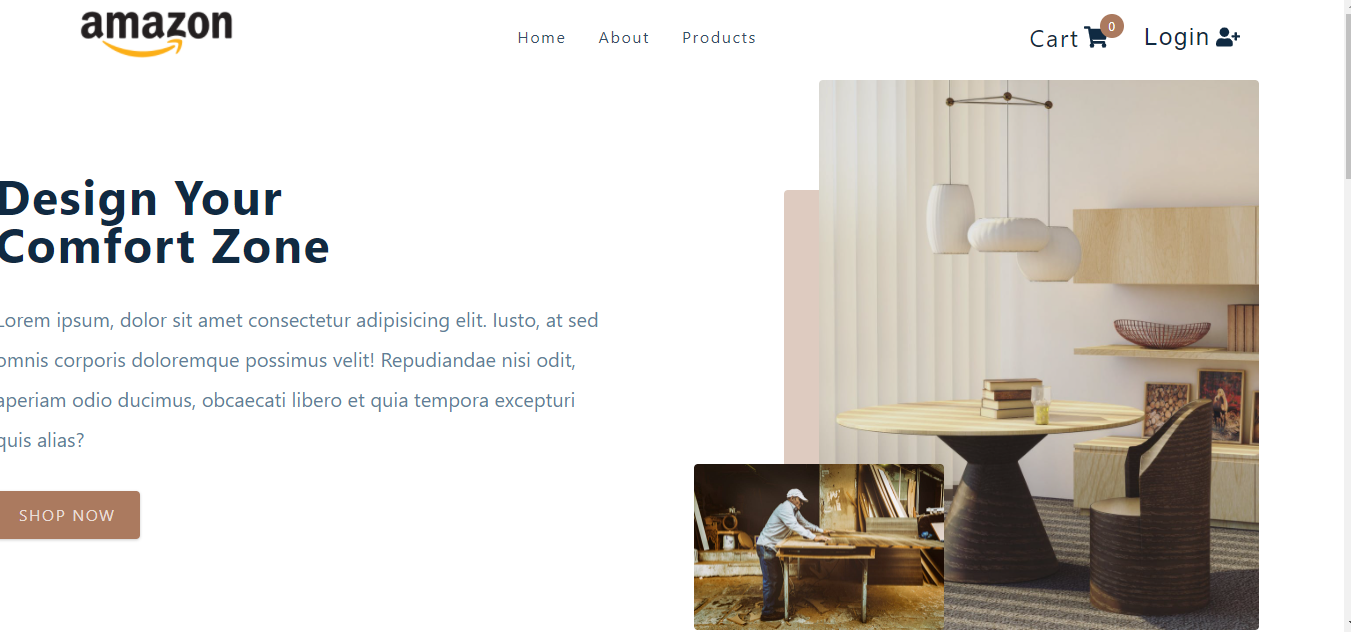 amazon
Home About Products
Cart 0 Login
Design Your
Comfort Zone
Lorem ipsum, dolor sit amet consectetur adipisicing elit. Iusto, at sed
omnis corporis doloremque possimus velit! Repudiandae nisi odit,
aperiam odio ducimus, obcaecati libero et quia tempora excepturi
quis alias?
SHOP NOW